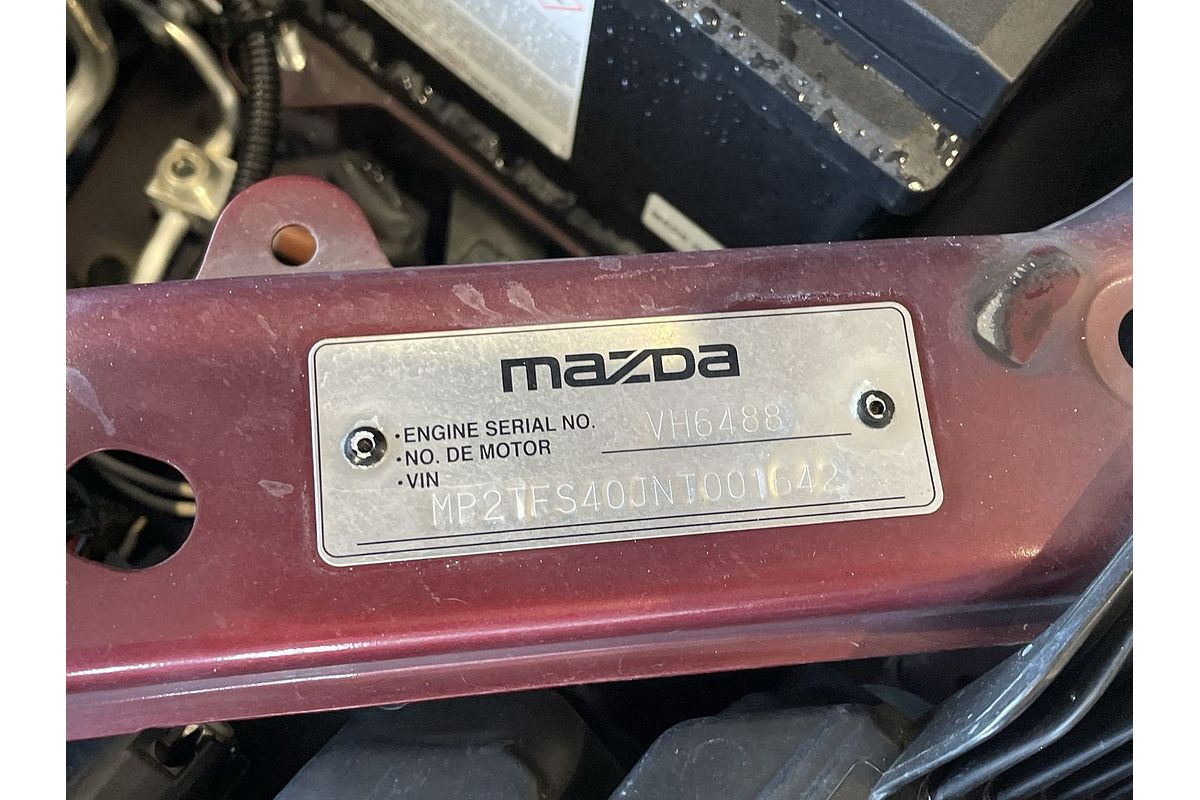 mazda
·ENGINE SERIAL NO. VH6488
·NO. DE MOTOR
·VIN
MP2TFS40JNT001642